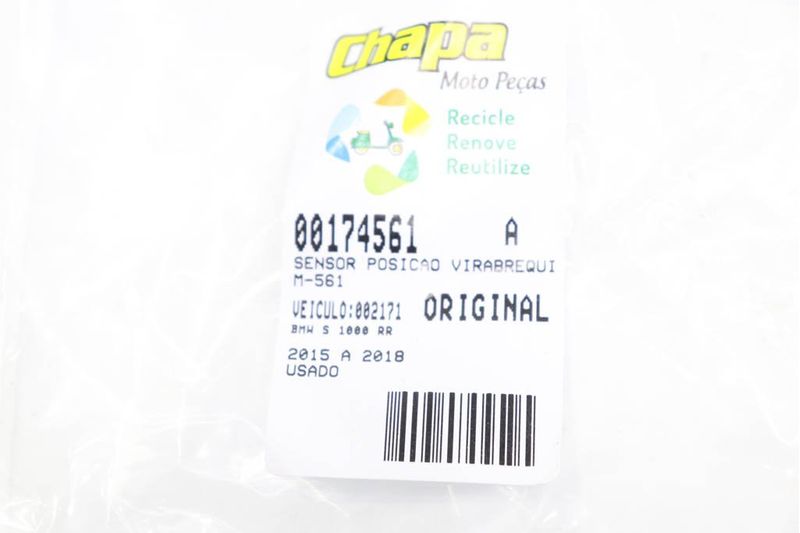 Chapa
Moto Peças
Recicle
Renove
Reutilize
00174561 A
SENSOR POSICAO VIRABREQUI
M-561
VEICULO:002171 ORIGINAL
BMW S 1000 RR
2015 A 2018
USADO